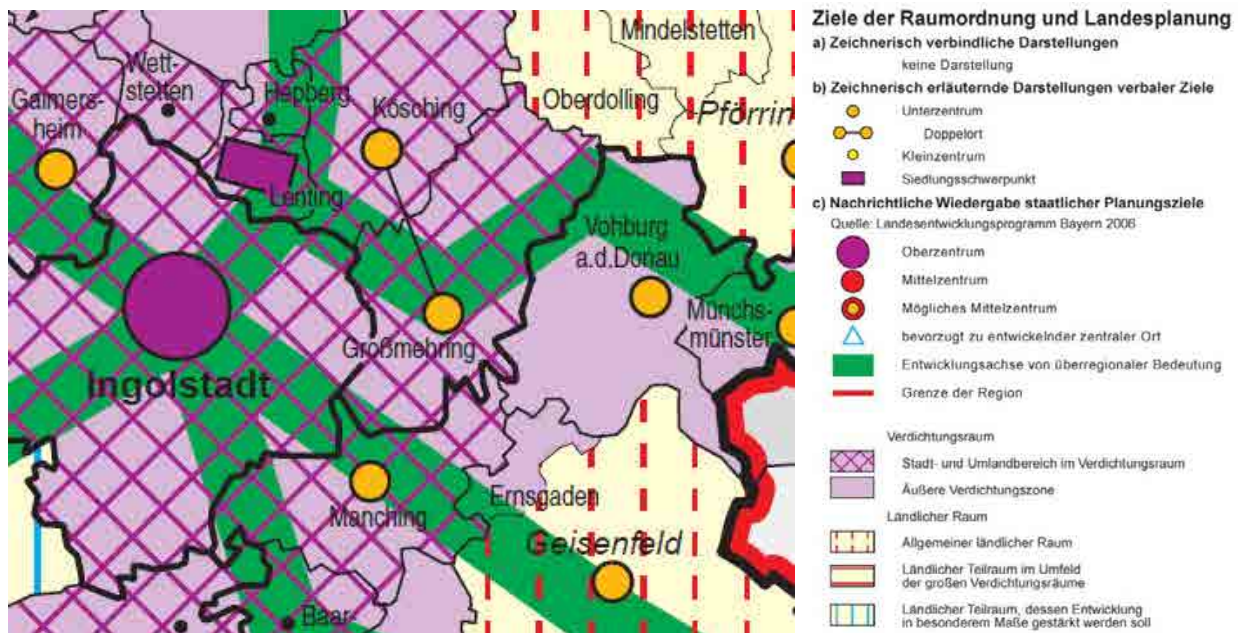 Mindelstetten
Wett-
stetten
Hepberg
Gaimers-
heim
Kösching
Oberdolling
Pförrin
Lenting
Vohburg
a.d.Donau
Münchs-
münster
Großmehring
Ingolstadt
Ernsgaden
Manching
Geisenfeld
Baar-
Ziele der Raumordnung und Landesplanung
a) Zeichnerisch verbindliche Darstellungen
keine Darstellung
b) Zeichnerisch erläuternde Darstellungen verbaler Ziele
Unterzentrum
Doppelort
Kleinzentrum
Siedlungsschwerpunkt
c) Nachrichtliche Wiedergabe staatlicher Planungsziele
Quelle: Landesentwicklungsprogramm Bayern 2006
Oberzentrum
Mittelzentrum
Mögliches Mittelzentrum
bevorzugt zu entwickelnder zentraler Ort
Entwicklungsachse von überregionaler Bedeutung
Grenze der Region
Verdichtungsraum
Stadt- und Umlandbereich im Verdichtungsraum
Äußere Verdichtungszone
Ländlicher Raum
Allgemeiner ländlicher Raum
Ländlicher Teilraum im Umfeld
der großen Verdichtungsräume
Ländlicher Teilraum, dessen Entwicklung
in besonderem Maße gestärkt werden soll